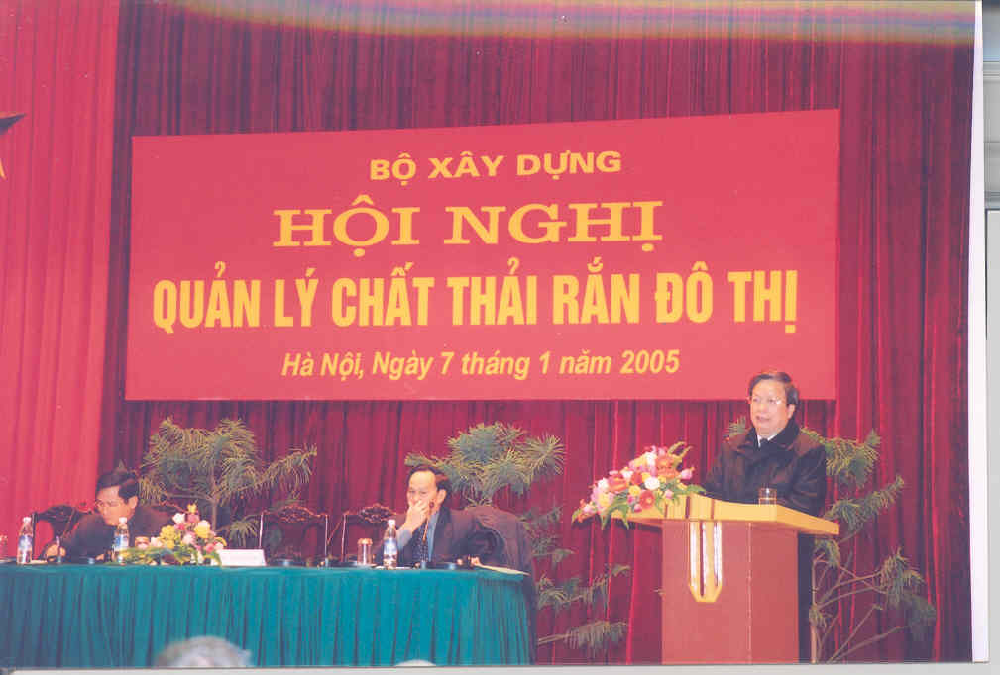 BỘ XÂY DỰNG
HỘI NGHỊ
QUẢN LÝ CHẤT THẢI RẮN ĐÔ THỊ
Hà Nội, Ngày 7 tháng 1 năm 2005